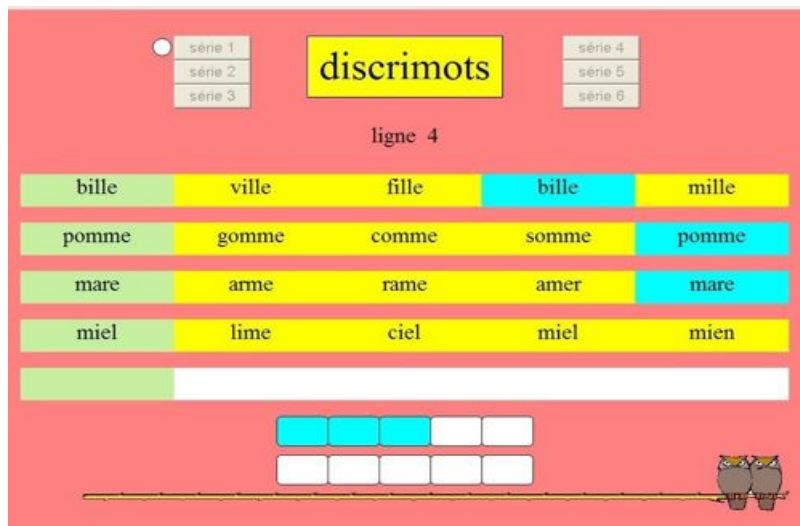 série 1
série 2
série 3
discrimots
série 4
série 5
série 6
ligne 4
bille ville fille bille mille
pomme gomme comme somme pomme
mare arme rame amer mare
miel lime ciel miel mien